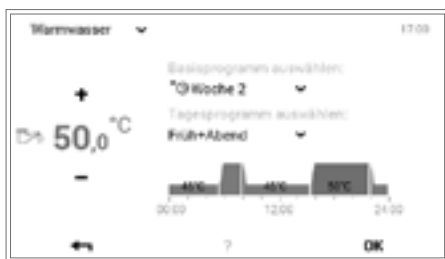 Warmwasser 17:00
Basisprogramm auswählen:
Woche 2
Tagesprogramm auswählen:
Früh+Abend
+
50,0 °C
−
45°C 45°C 50°C
00:00 12:00 24:00
? OK